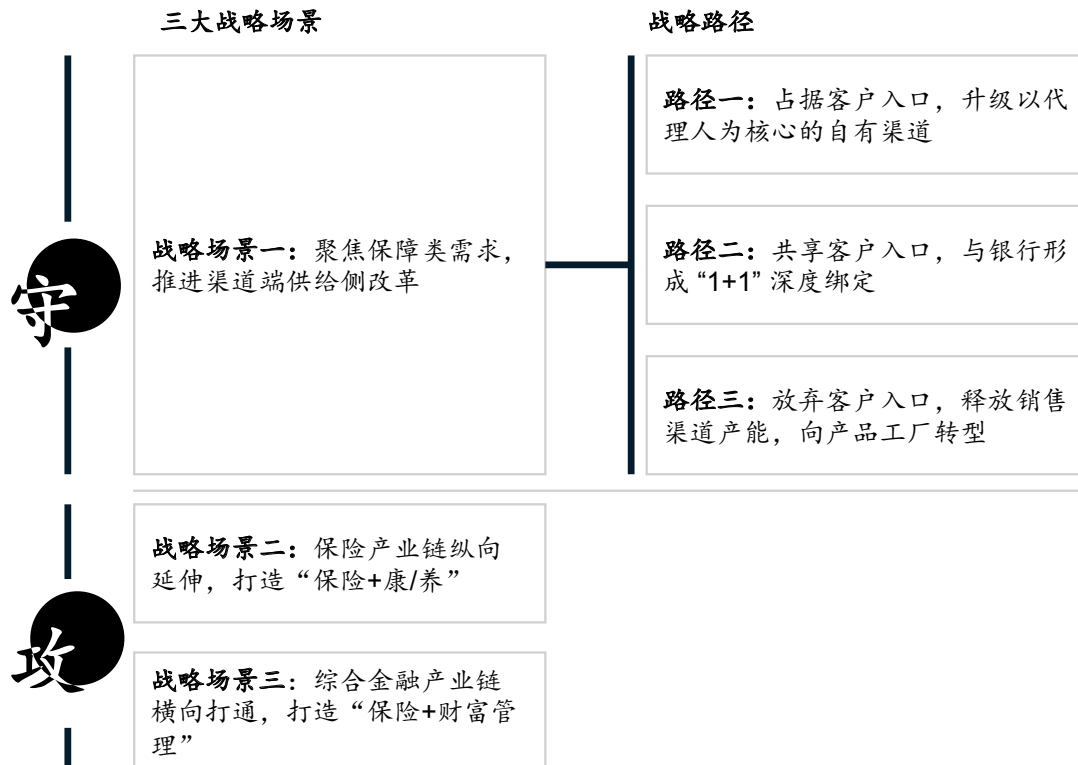 三大战略场景
战略路径
守
战略场景一：聚焦保障类需求，
推进渠道端供给侧改革
路径一：占据客户入口，升级以代
理人为核心的自有渠道
路径二：共享客户入口，与银行形
成 “1+1” 深度绑定
路径三：放弃客户入口，释放销售
渠道产能，向产品工厂转型
攻
战略场景二：保险产业链纵向
延伸，打造“保险+康/养”
战略场景三：综合金融产业链
横向打通，打造“保险+财富管
理”